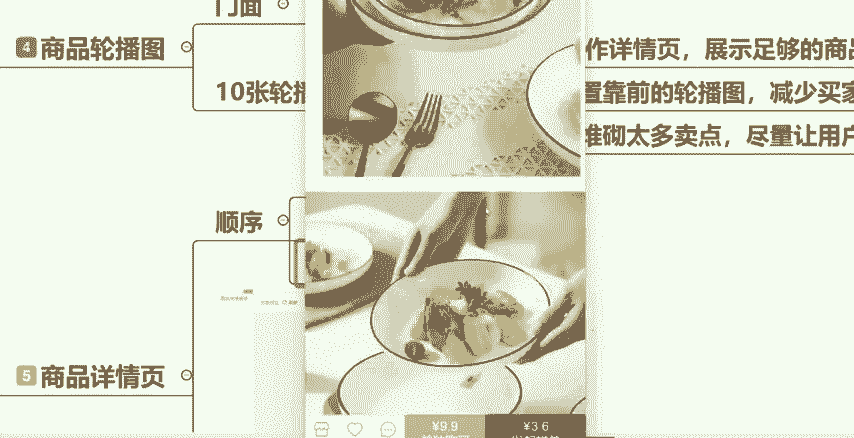 门面
4 商品轮播图
作详情页，展示足够的商品
10张轮播
置靠前的轮播图，减少买家
堆砌太多卖点，尽量让用户
顺序
5 商品详情页
¥9.9
¥36